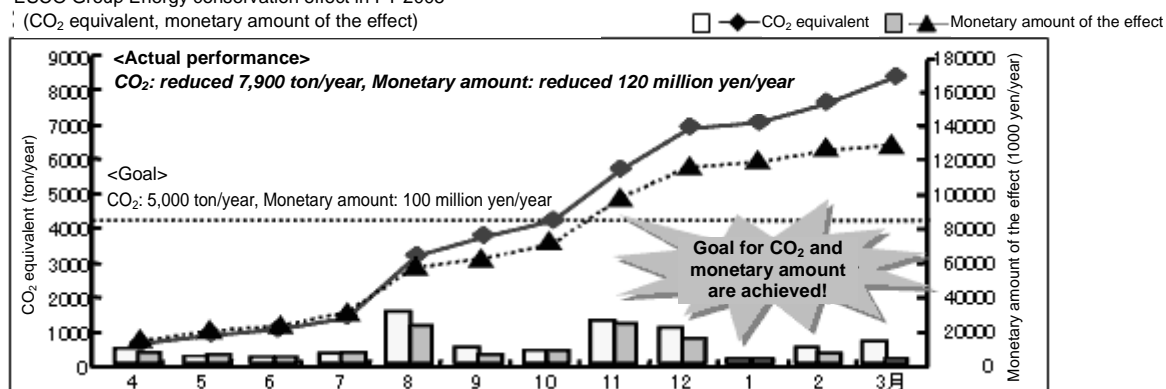 (CO₂ equivalent, monetary amount of the effect)
CO₂ equivalent
Monetary amount of the effect
<Actual performance>
CO₂: reduced 7,900 ton/year, Monetary amount: reduced 120 million yen/year
<Goal>
CO₂: 5,000 ton/year, Monetary amount: 100 million yen/year
Goal for CO₂ and
monetary amount
are achieved!
CO₂ equivalent (ton/year)
9000
8000
7000
6000
5000
4000
3000
2000
1000
0
180000
160000
140000
120000
100000
80000
60000
40000
20000
0
Monetary amount of the effect (1000 yen/year)
4 5 6 7 8 9 10 11 12 1 2 3月